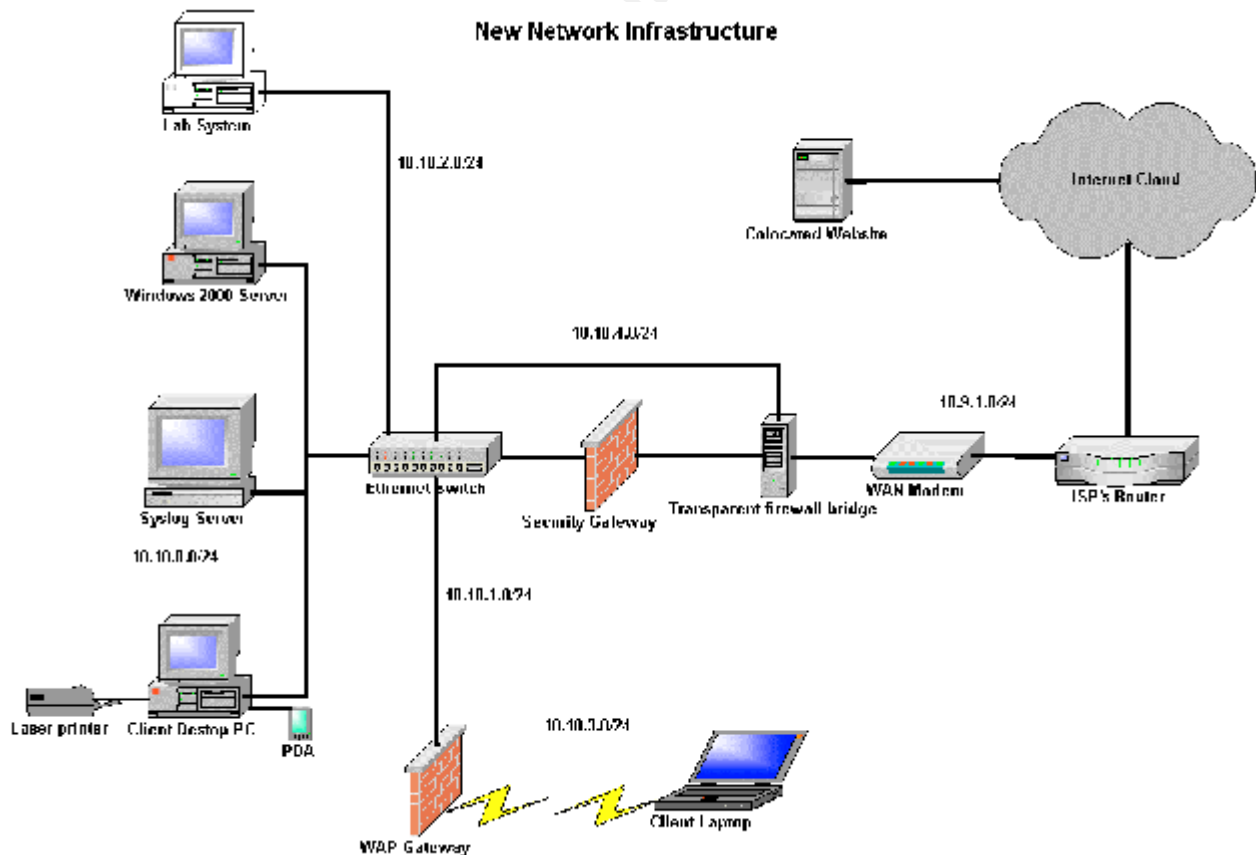 New Network Infrastructure
Lab System
10.10.2.0/24
Internet Cloud
Colocated Website
Windows 2000 Server
10.10.4.0/24
10.9.1.0/24
Ethernet switch
Security Gateway
Transparent firewall bridge
WAN Modem
ISP's Router
Syslog Server
10.10.0.0/24
10.10.1.0/24
Laser printer
Client Destop PC
PDA
10.10.3.0/24
Client Laptop
WAP Gateway